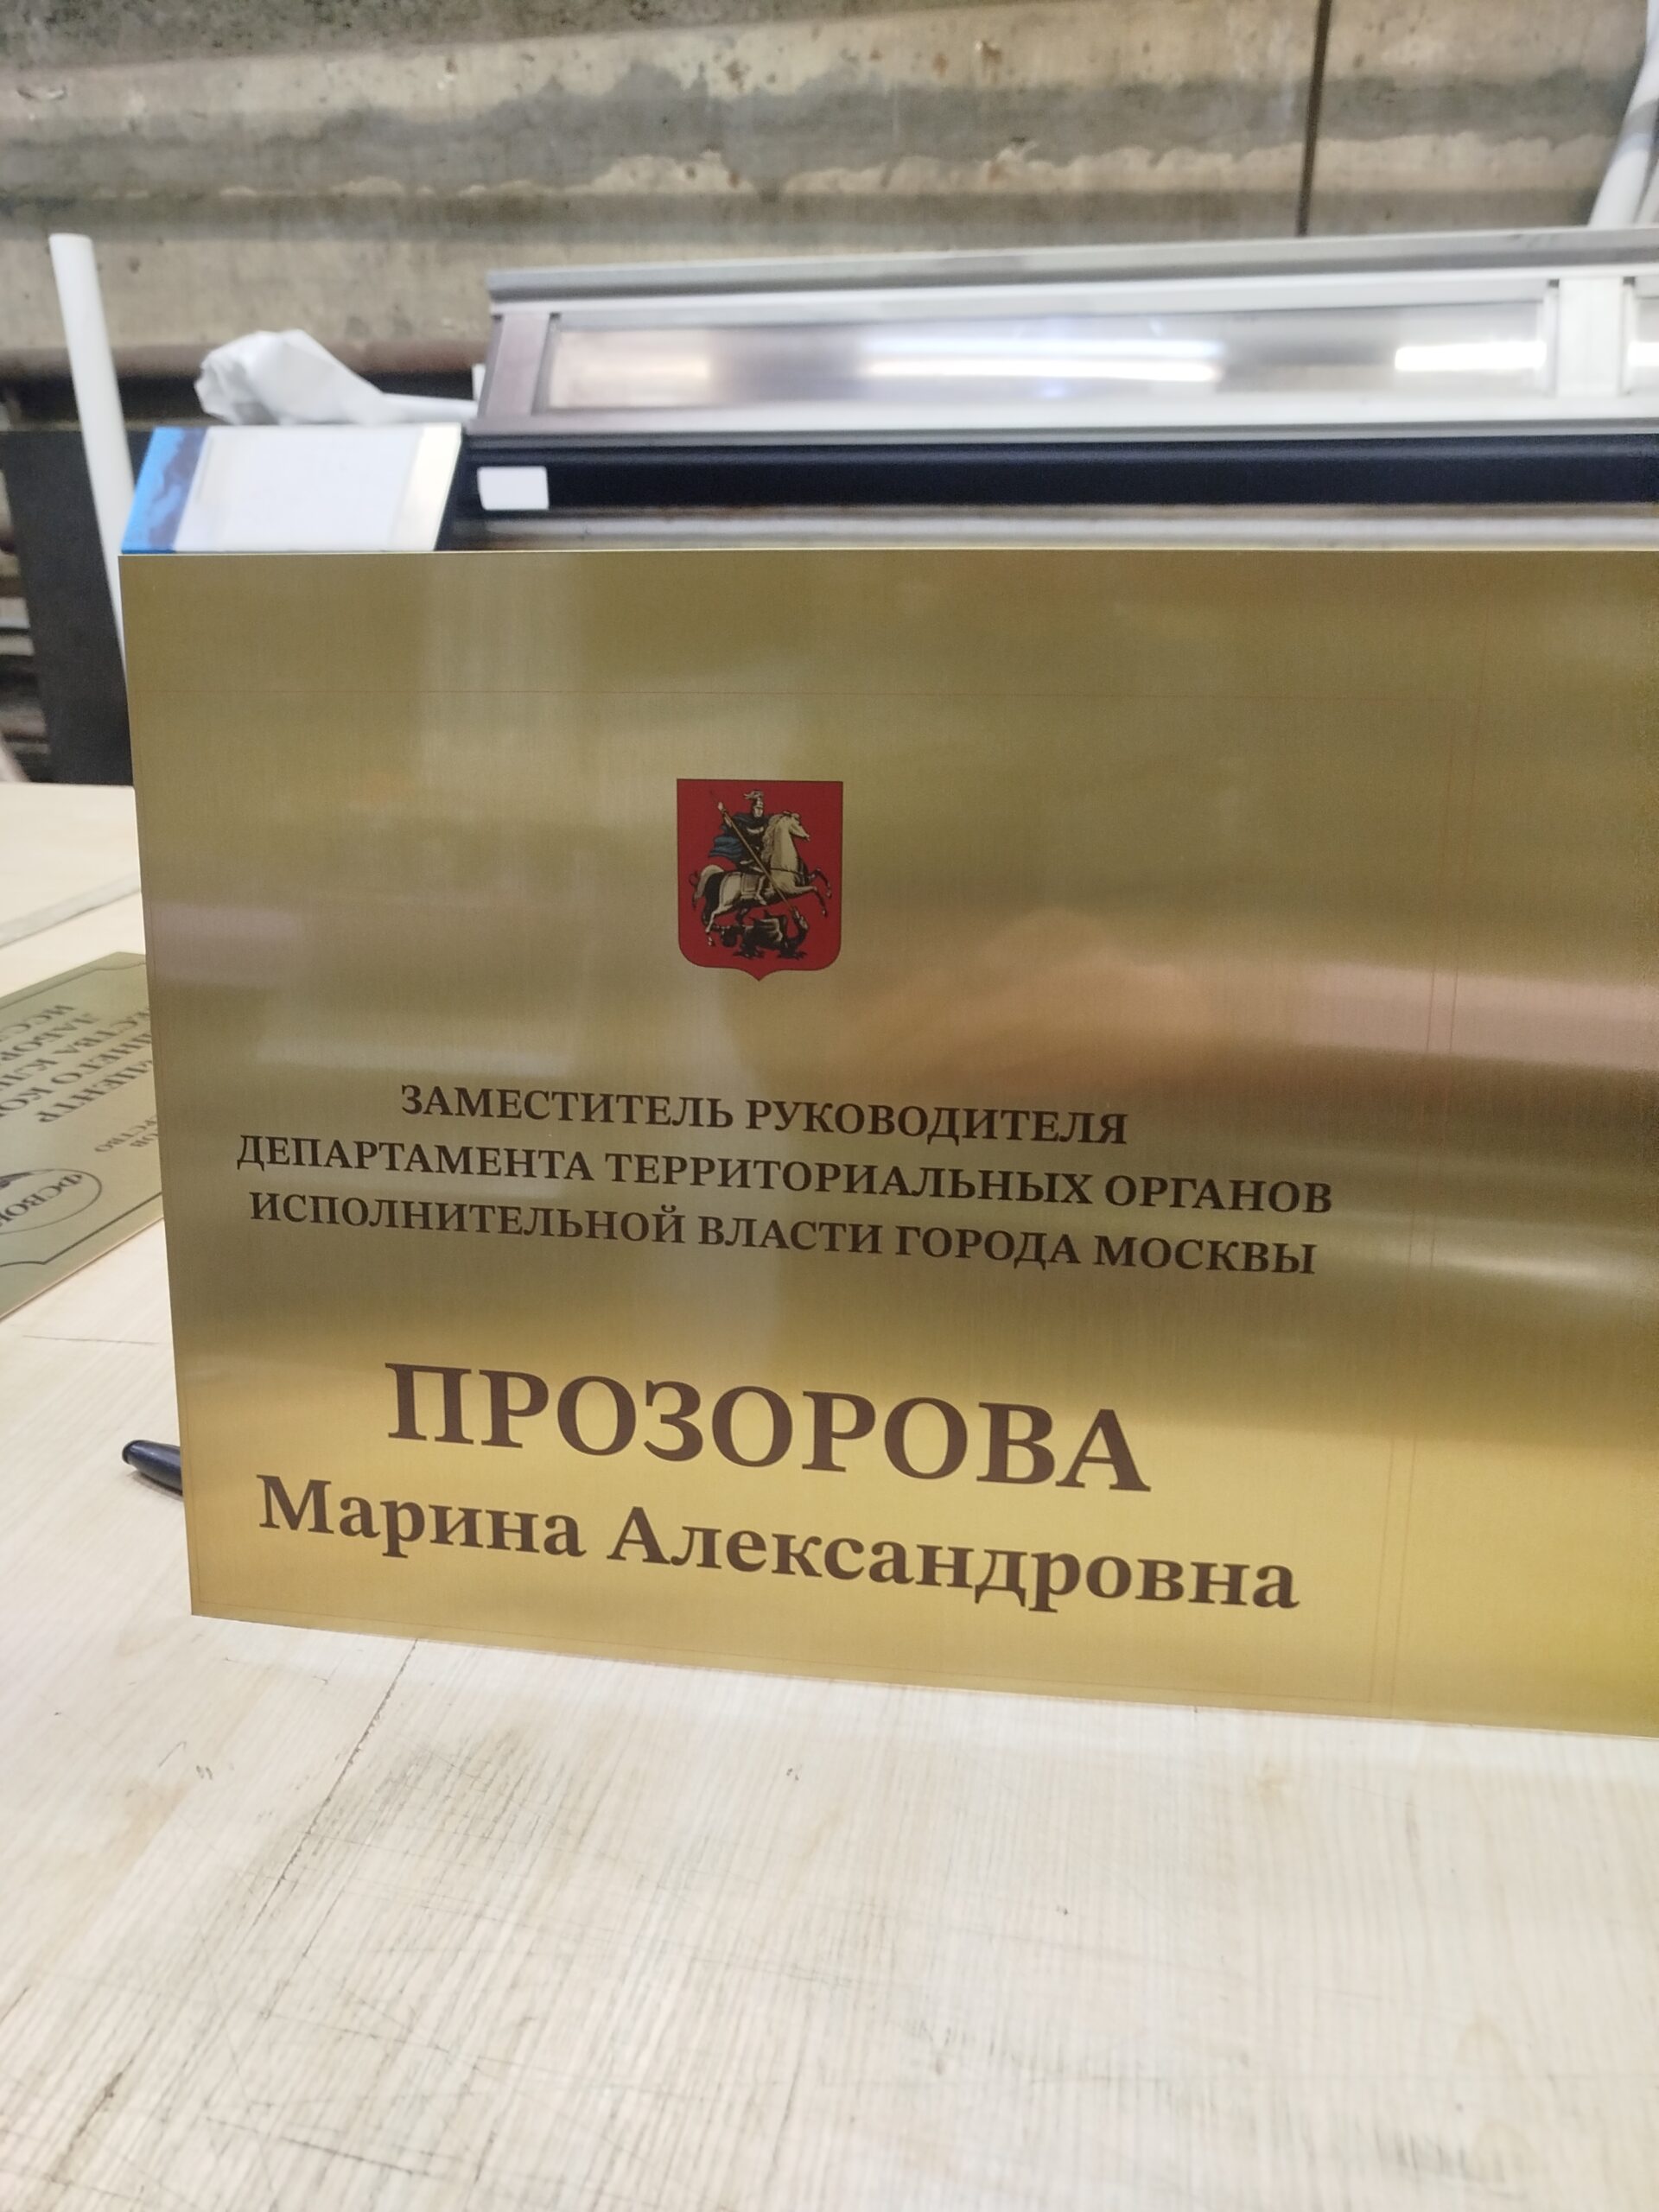 ЗАМЕСТИТЕЛЬ РУКОВОДИТЕЛЯ
ДЕПАРТАМЕНТА ТЕРРИТОРИАЛЬНЫХ ОРГАНОВ
ИСПОЛНИТЕЛЬНОЙ ВЛАСТИ ГОРОДА МОСКВЫ
ПРОЗОРОВА
Марина Александровна